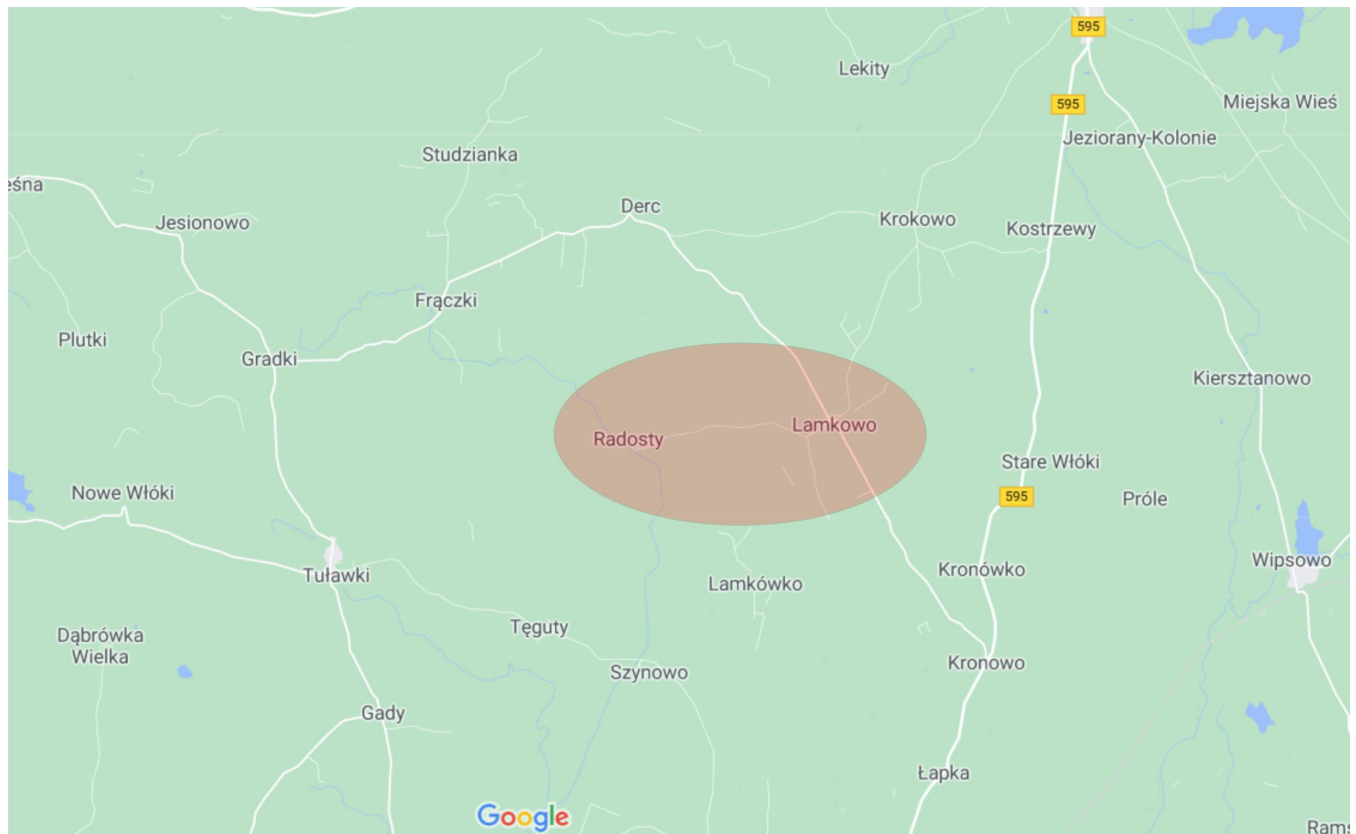 595
Lekity
595
Miejska Wieś
Jeziorany-Kolonie
Studzianka
eśna
Derc
Jesionowo
Krokowo
Kostrzewy
Frączki
Plutki
Gradki
Kiersztanowo
Lamkowo
Radosty
Stare Włóki
Nowe Włóki
595
Próle
Wipsowo
Tuławki
Kronówko
Lamkówko
Tęguty
Dąbrówka
Wielka
Szynowo
Kronowo
Gady
Łapka
Google
Rams